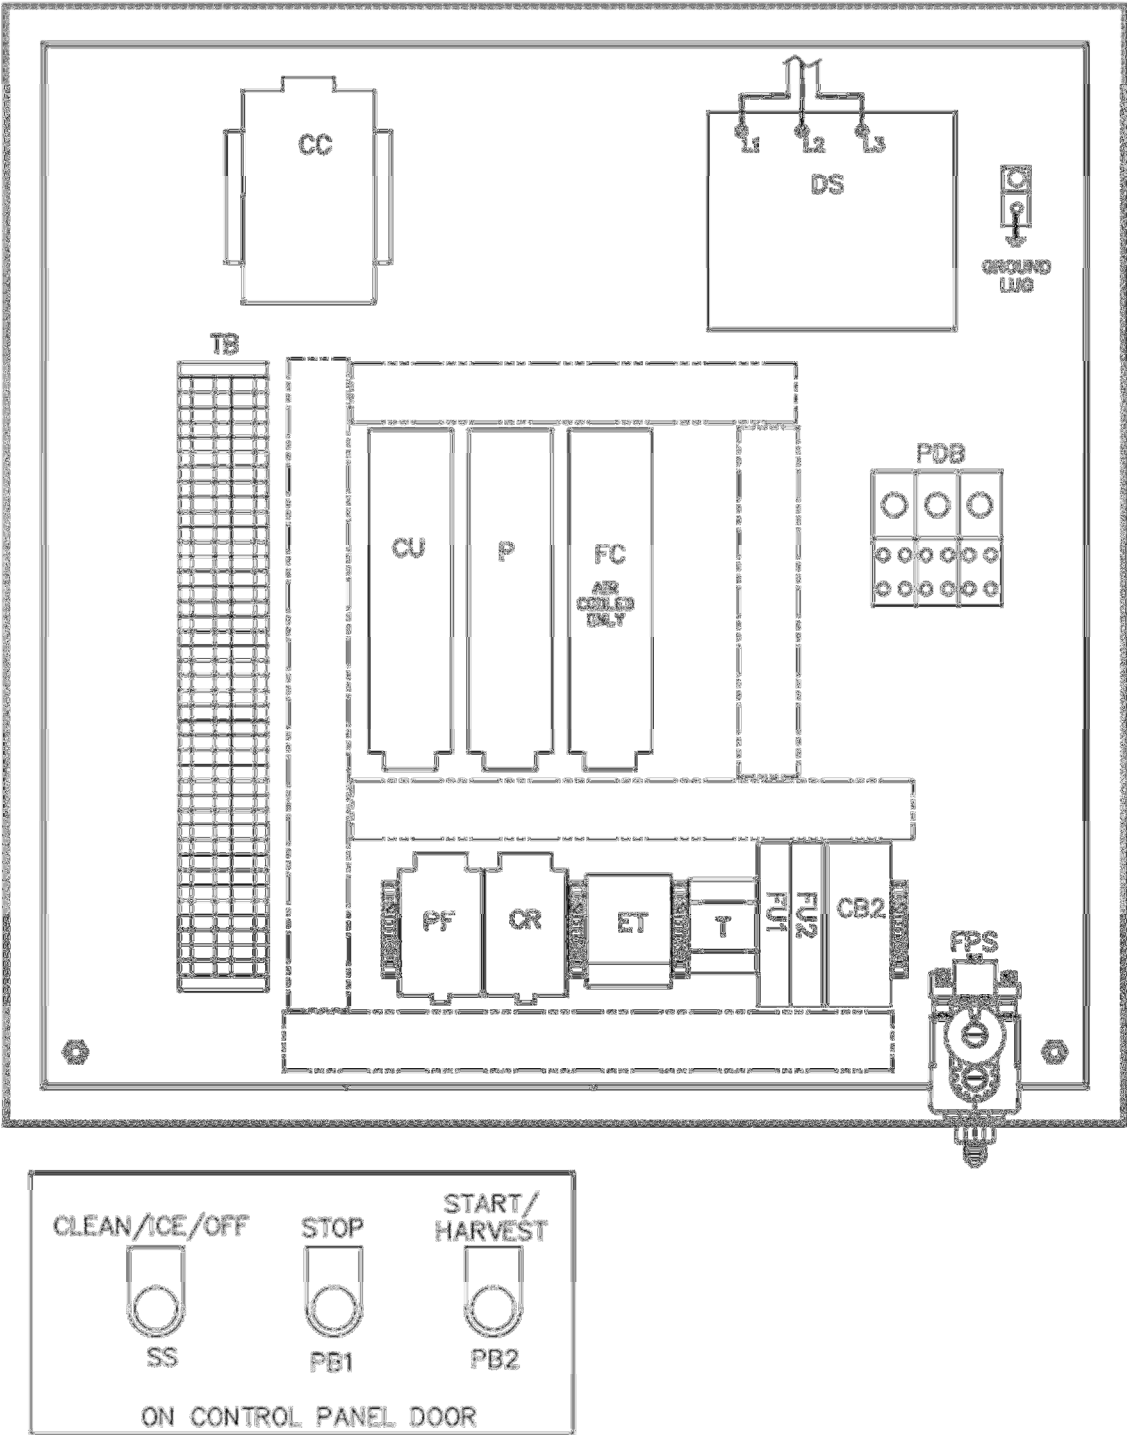 CC
L1 L2 L3
DS
GROUND
LUG
TB
PDB
CU P FC
AIR
COOLED
ONLY
PF CR ET T FU1 FU2 CB2
FPS
CLEAN/ICE/OFF STOP START/
HARVEST
SS PB1 PB2
ON CONTROL PANEL DOOR